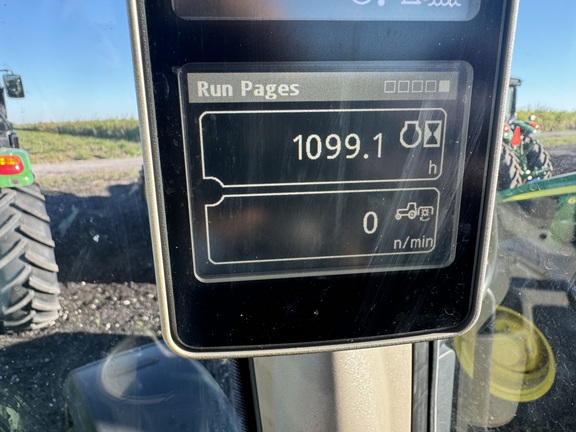 Run Pages
1099.1
h
0
n/min